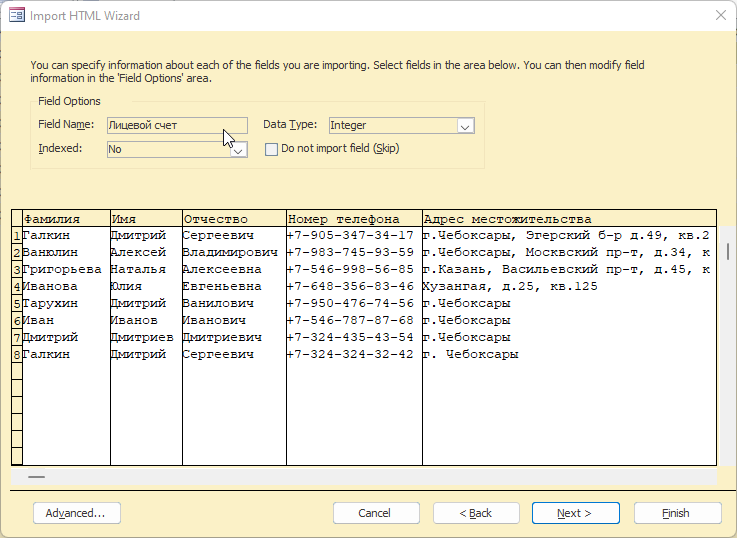 Import HTML Wizard
You can specify information about each of the fields you are importing. Select fields in the area below. You can then modify field
information in the 'Field Options' area.
Field Options
Field Name: Лицевой счет Data Type: Integer
Indexed: No Do not import field (Skip)
Фамилия Имя Отчество Номер телефона Адрес местожительства
1 Галкин Дмитрий Сергеевич +7-905-347-34-17 г.Чебоксары, Эгерский б-р д.49, кв.2
2 Ванюлин Алексей Владимирович +7-983-745-93-59 г.Чебоксары, Москвский пр-т, д.34, к
3 Григорьева Наталья Алексеевна +7-546-998-56-85 г.Казань, Васильевский пр-т, д.45, к
4 Иванова Юлия Евгеньевна +7-648-356-83-46 Хузангая, д.25, кв.125
5 Тарухин Дмитрий Ванилович +7-950-476-74-56 г.Чебоксары
6 Иван Иванов Иванович +7-546-787-87-68 г.Чебоксары
7 Дмитрий Дмитриев Дмитриевич +7-324-435-43-54 г.Чебоксары
8 Галкин Дмитрий Сергеевич +7-324-324-32-42 г. Чебоксары
Advanced... Cancel < Back Next > Finish